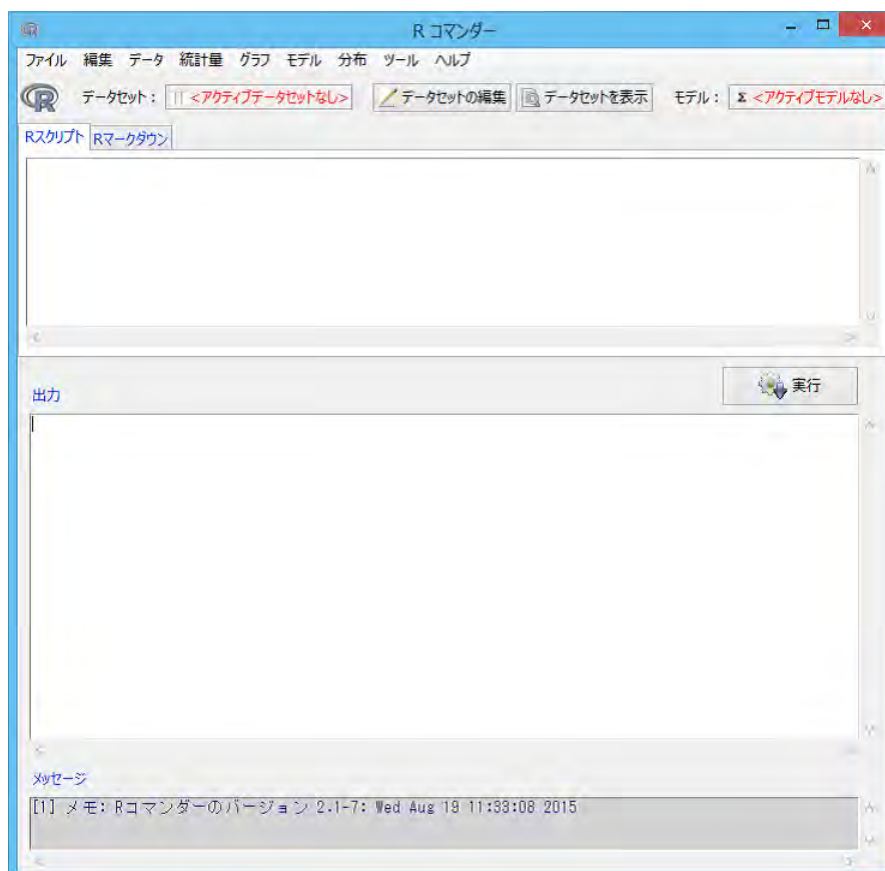 R コマンダー
ファイル 編集 データ 統計量 グラフ モデル 分布 ツール ヘルプ
データセット: <アクティブデータセットなし> データセットの編集 データセットを表示 モデル: Σ <アクティブモデルなし>
Rスクリプト Rマークダウン
実行
出力
メッセージ
[1] メモ: Rコマンダーのバージョン 2.1-7: Wed Aug 19 11:33:08 2015